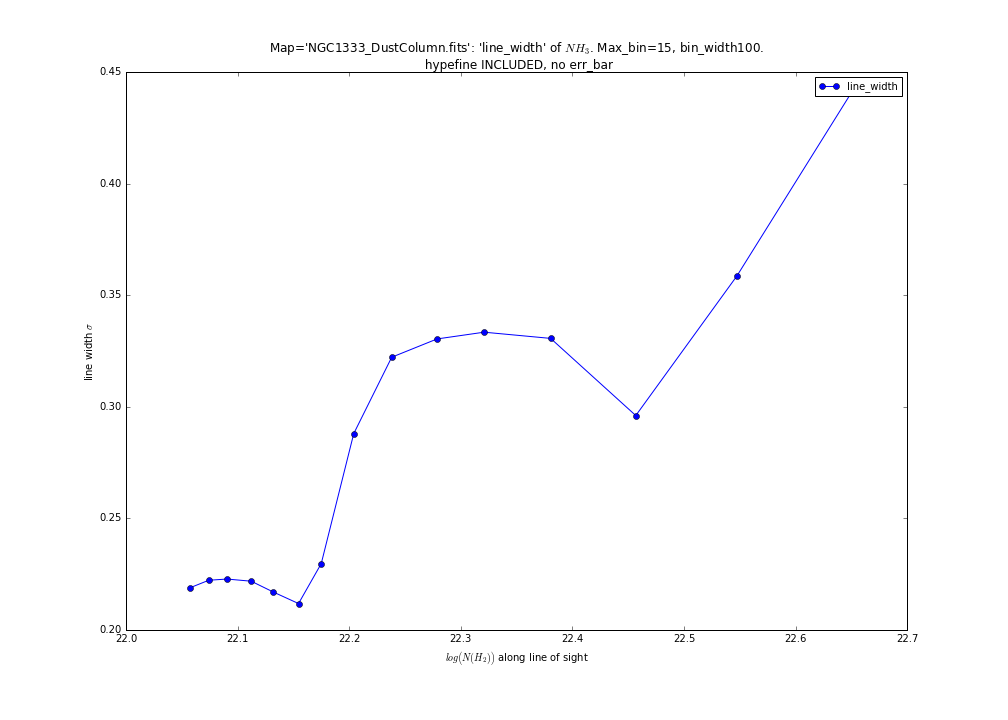 Map='NGC1333_DustColumn.fits': 'line_width' of NH₃. Max_bin=15, bin_width100.
hypefine INCLUDED, no err_bar
line_width
0.45
0.40
0.35
0.30
0.25
0.20
line width σ
22.0 22.1 22.2 22.3 22.4 22.5 22.6 22.7
log(N(H₂)) along line of sight